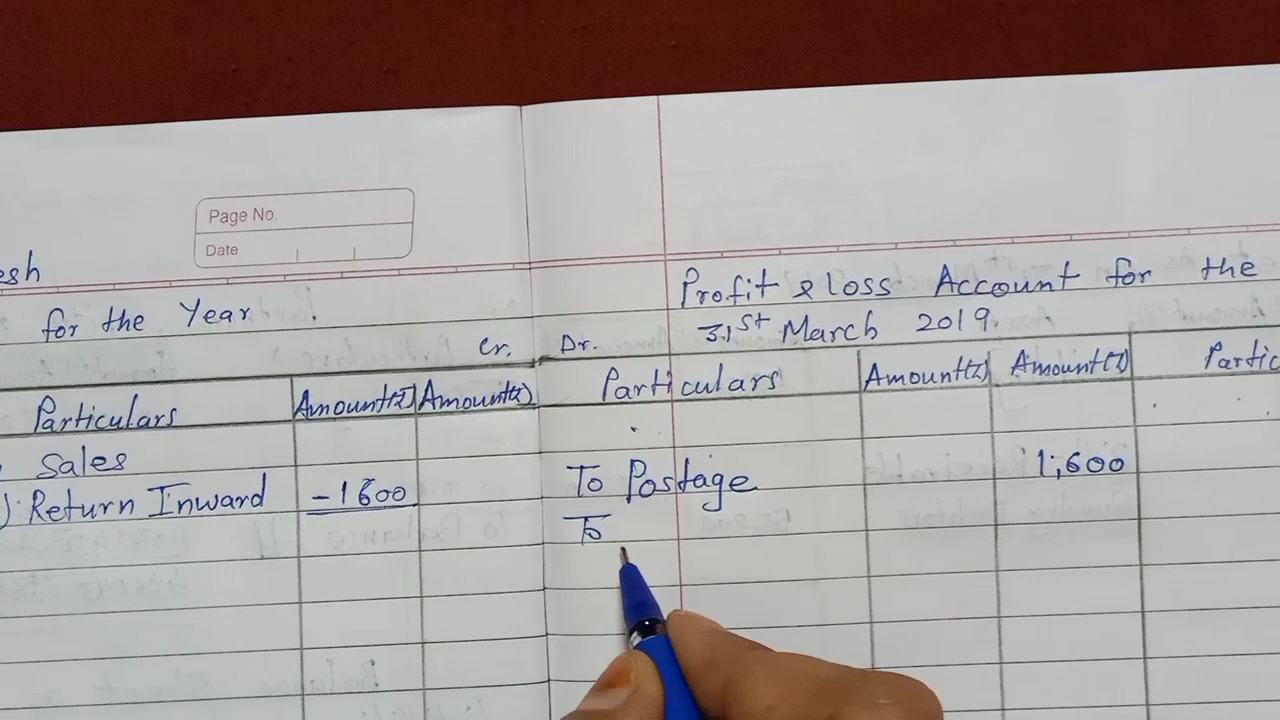 Page No.
Date
esh
for the Year
Cr.
Particulars Amount(₹) Amount(₹)
Sales
) Return Inward -1600
Profit & loss Account for the
31st March 2019.
Dr.
Particulars Amount(₹) Amount(₹) Partic
To Postage 1,600
To